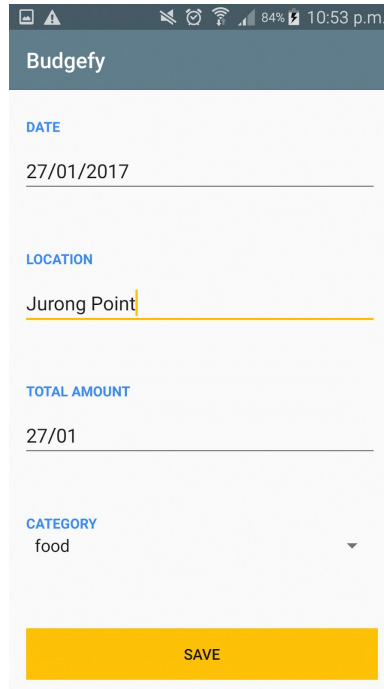 84% 10:53 p.m.
Budgefy
DATE
27/01/2017
LOCATION
Jurong Point
TOTAL AMOUNT
27/01
CATEGORY
food
SAVE